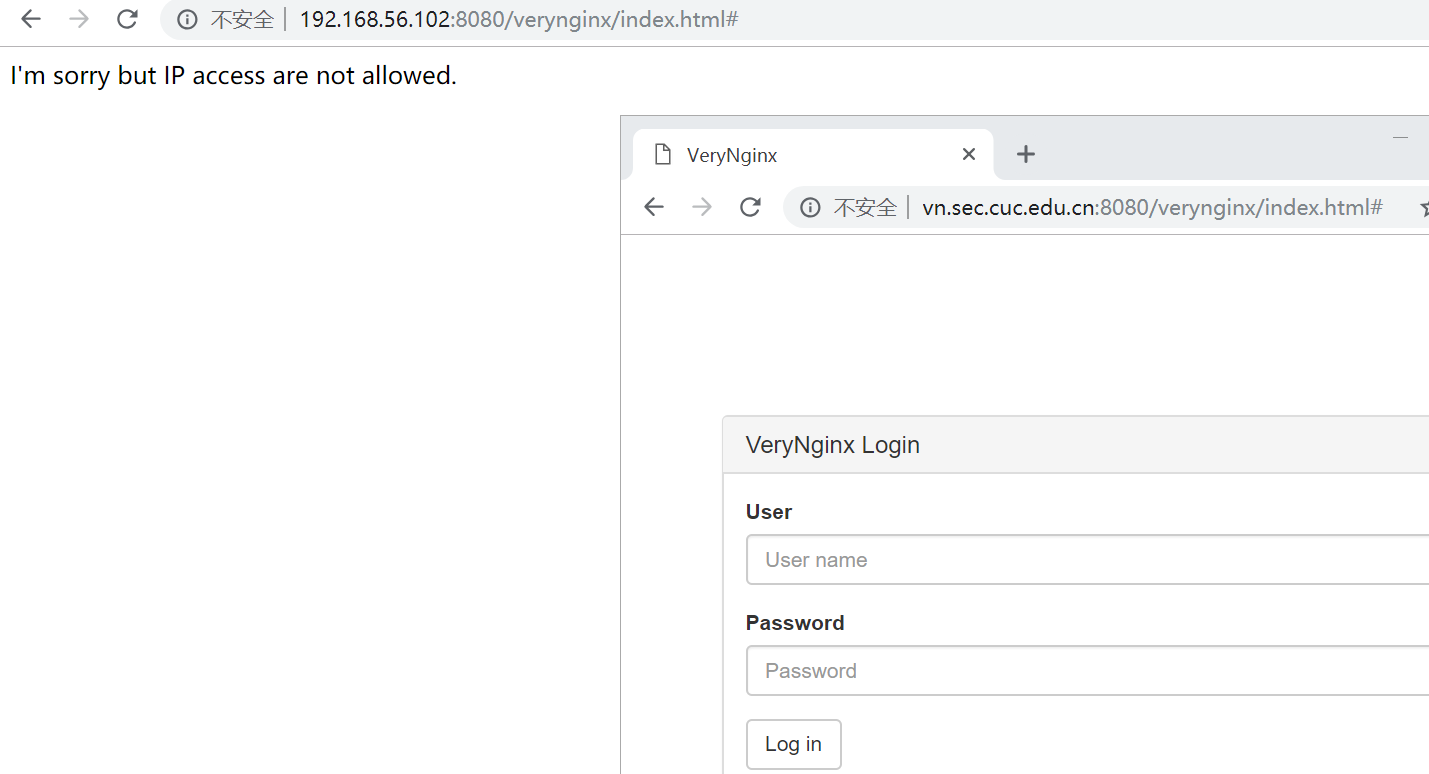 不安全 192.168.56.102:8080/verynginx/index.html#
I'm sorry but IP access are not allowed.
VeryNginx
不安全 vn.sec.cuc.edu.cn:8080/verynginx/index.html#
VeryNginx Login
User
User name
Password
Password
Log in